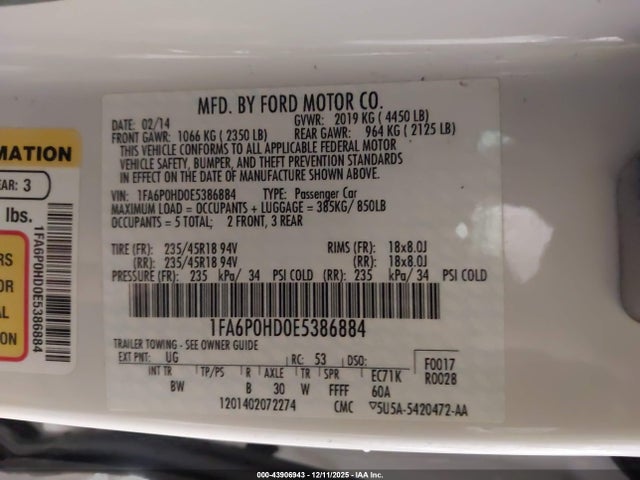 MFD. BY FORD MOTOR CO.
DATE: 02/14 GVWR: 2019 KG ( 4450 LB)
FRONT GAWR: 1066 KG ( 2350 LB) REAR GAWR: 964 KG ( 2125 LB)
THIS VEHICLE CONFORMS TO ALL APPLICABLE FEDERAL MOTOR
VEHICLE SAFETY, BUMPER, AND THEFT PREVENTION STANDARDS
IN EFFECT ON THE DATE OF MANUFACTURE SHOWN ABOVE.
VIN: 1FA6P0HD0E5386884 TYPE: Passenger Car
MAXIMUM LOAD = OCCUPANTS + LUGGAGE = 385KG/ 850LB
OCCUPANTS = 5 TOTAL; 2 FRONT, 3 REAR
TIRE (FR): 235/45R18 94V RIMS (FR): 18x8.0J
(RR): 235/45R18 94V (RR): 18x8.0J
PRESSURE (FR): 235 kPa/ 34 PSI COLD (RR): 235 kPa/ 34 PSI COLD
1FA6P0HD0E5386884
TRAILER TOWING - SEE OWNER GUIDE
EXT PNT: UG RC: 53 DSO: F0017
INT TR TP/PS R AXLE TR SPR EC71K R0028
BW B 30 W FFFF 60A
1201402072274 CMC 5U5A-5420472-AA
MATION
EAR: 3
lbs.
RS
OR
AL
ION
1FA6P0HD0E5386884
000-43906943 - 12/11/2025 - IAA Inc.